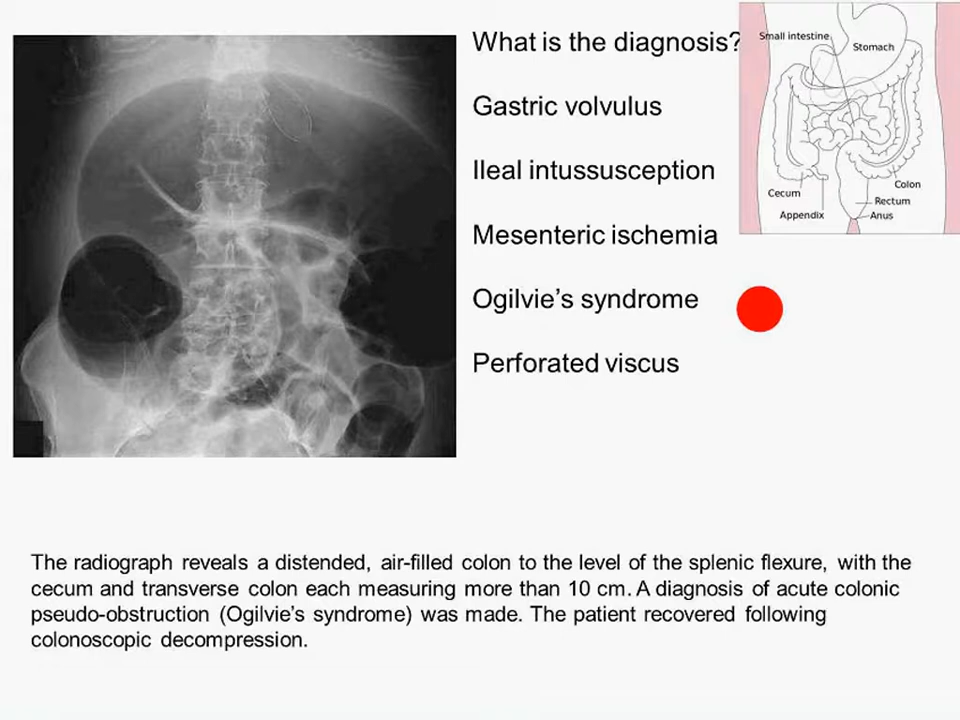 What is the diagnosis?
Gastric volvulus
Ileal intussusception
Mesenteric ischemia
Ogilvie's syndrome
Perforated viscus
Small intestine
Stomach
Cecum
Colon
Rectum
Appendix
Anus
The radiograph reveals a distended, air-filled colon to the level of the splenic flexure, with the
cecum and transverse colon each measuring more than 10 cm. A diagnosis of acute colonic
pseudo-obstruction (Ogilvie's syndrome) was made. The patient recovered following
colonoscopic decompression.